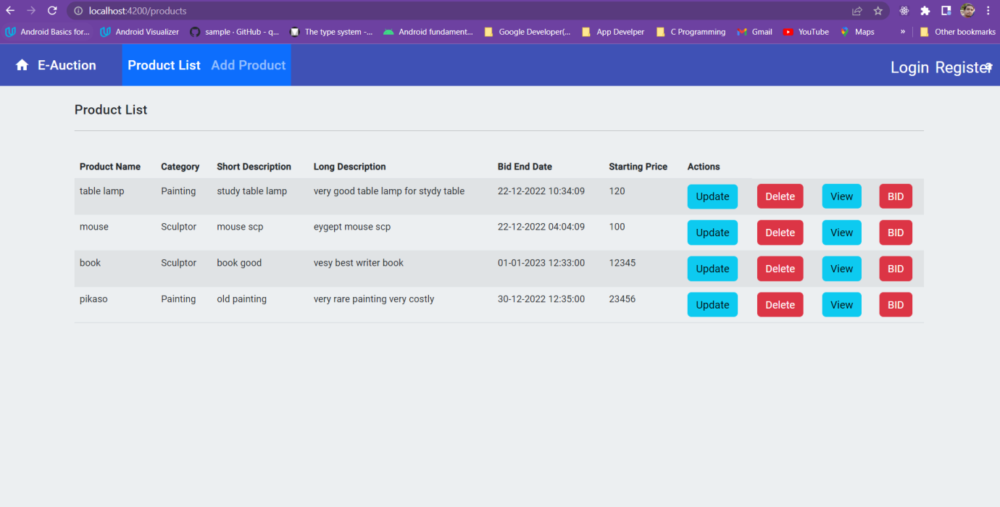 localhost:4200/products
Android Basics for... Android Visualizer sample · GitHub - q... The type system -... Android fundament... Google Developer(... App Develper C Programming Gmail YouTube Maps » Other bookmarks
E-Auction Product List Add Product Login Register
Product List
Product Name Category Short Description Long Description Bid End Date Starting Price Actions
table lamp Painting study table lamp very good table lamp for stydy table 22-12-2022 10:34:09 120 Update Delete View BID
mouse Sculptor mouse scp eygept mouse scp 22-12-2022 04:04:09 100 Update Delete View BID
book Sculptor book good vesy best writer book 01-01-2023 12:33:00 12345 Update Delete View BID
pikaso Painting old painting very rare painting very costly 30-12-2022 12:35:00 23456 Update Delete View BID